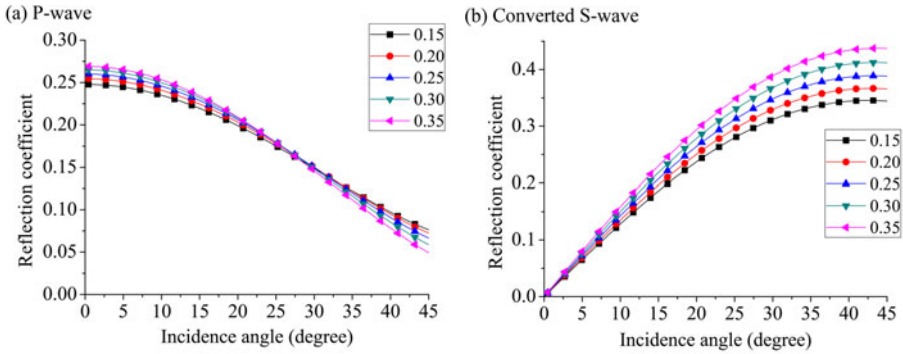 (a) P-wave
Reflection coefficient
0.30
0.25
0.20
0.15
0.10
0.05
0.00
0.15
0.20
0.25
0.30
0.35
0 5 10 15 20 25 30 35 40 45
Incidence angle (degree)
(b) Converted S-wave
Reflection coefficient
0.4
0.3
0.2
0.1
0.0
0.15
0.20
0.25
0.30
0.35
0 5 10 15 20 25 30 35 40 45
Incidence angle (degree)